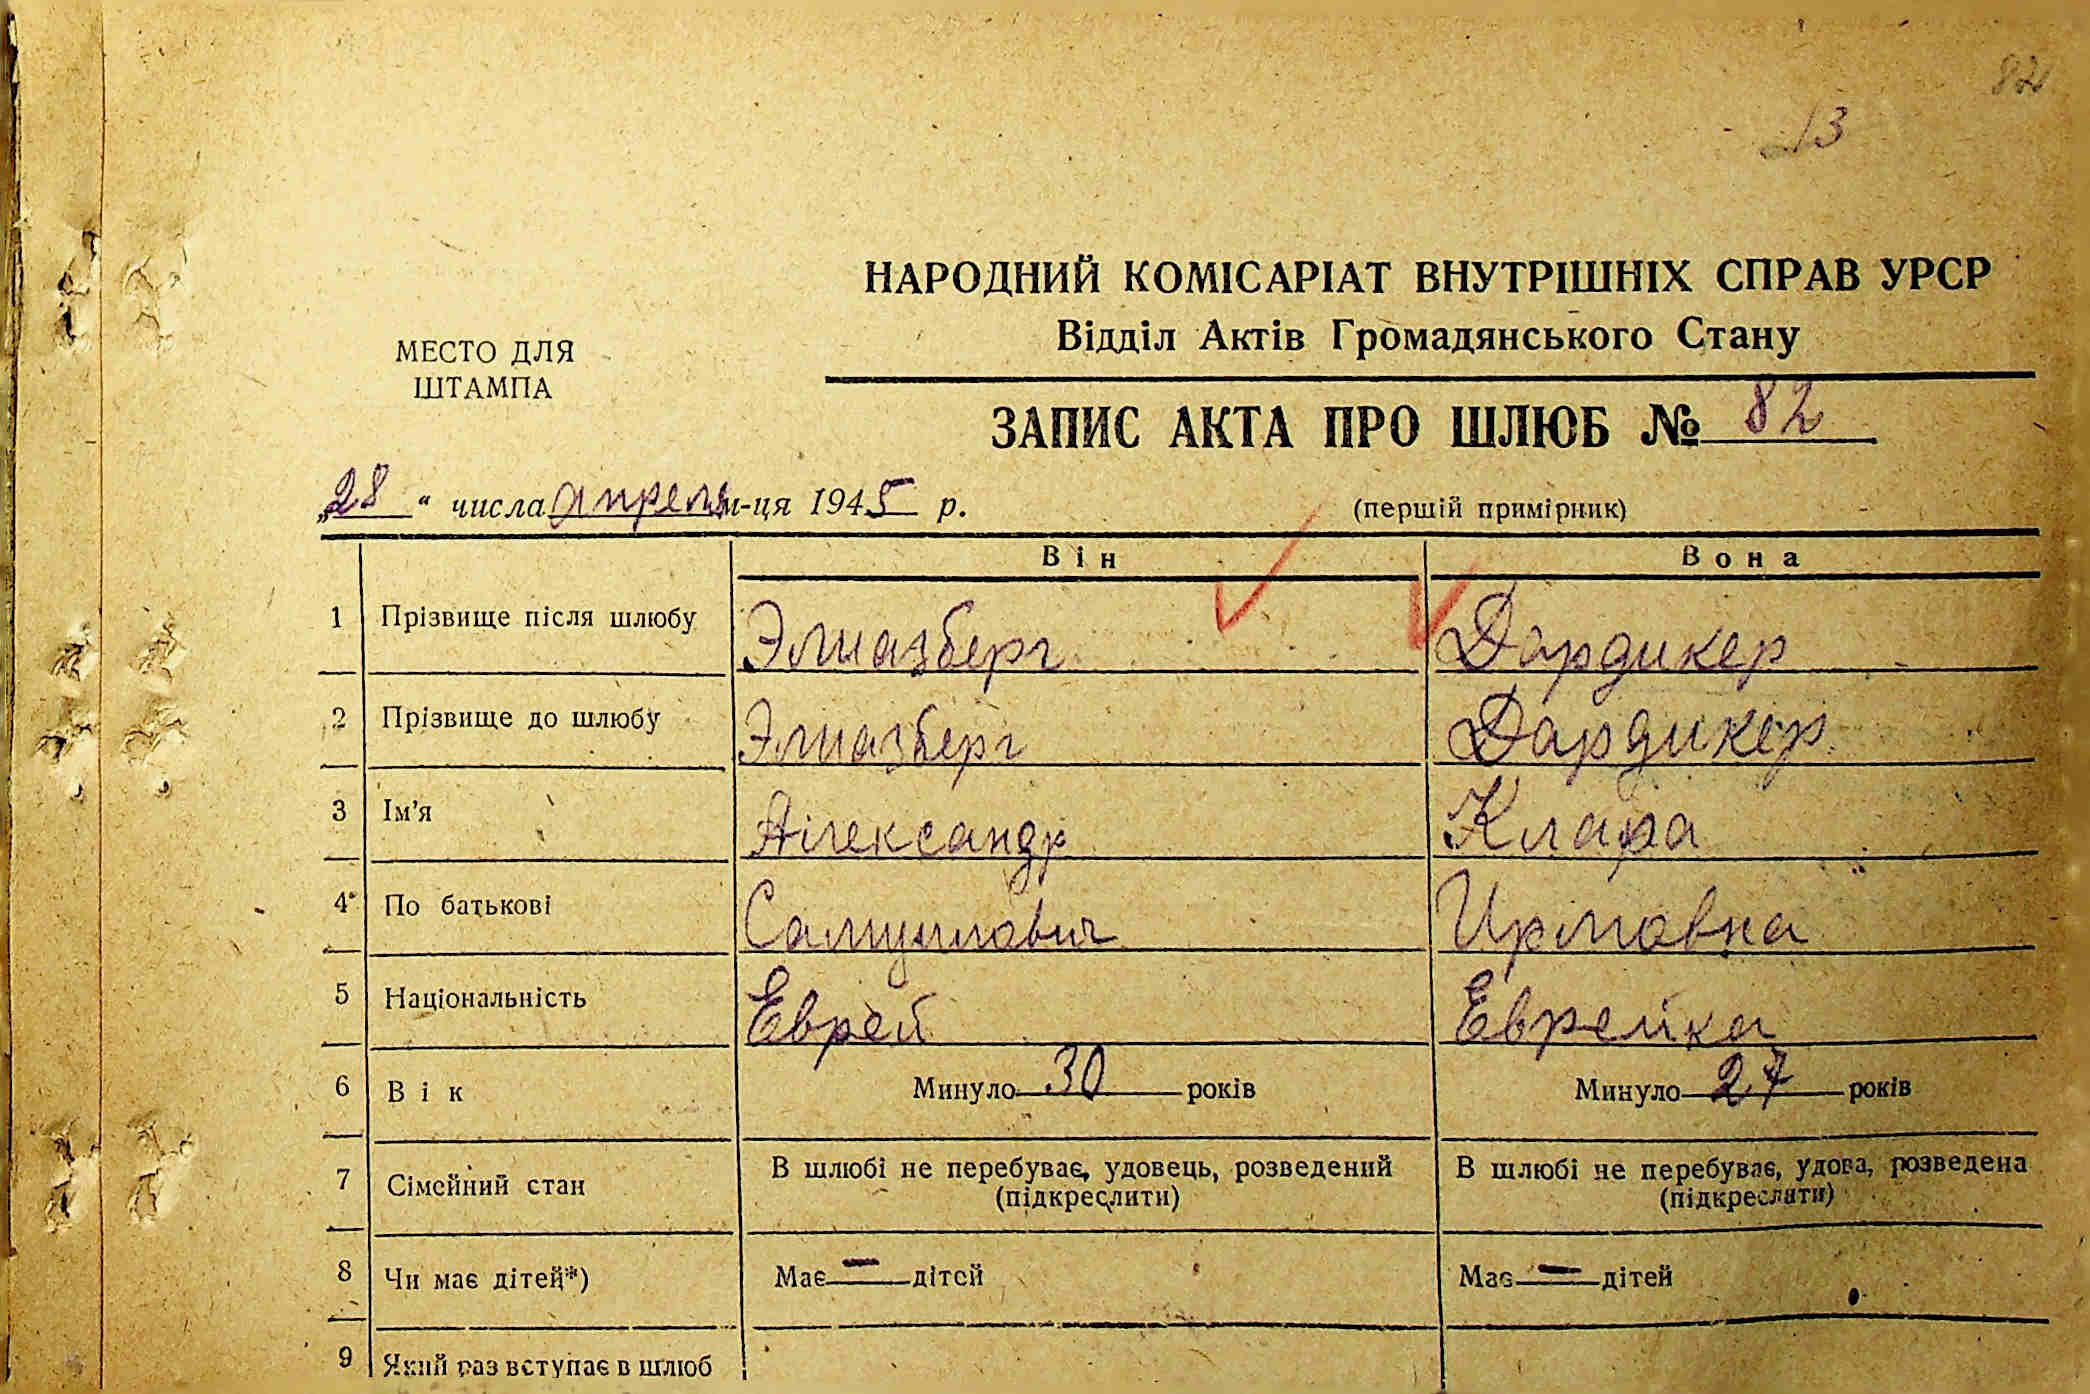 82
13
НАРОДНИЙ КОМІСАРІАТ ВНУТРІШНІХ СПРАВ УРСР
Відділ Актів Громадянського Стану
МЕСТО ДЛЯ
ШТАМПА
ЗАПИС АКТА ПРО ШЛЮБ № 82
„28“ числа апреля м-ця 1945 р. (першій примірник)
Він Вона
1 Прізвище після шлюбу Элиазберг Дардикер
2 Прізвище до шлюбу Элиазберг Дардикер
3 Ім'я Александр Клара
4 По батькові Самуилович Ирмовна
5 Національність Еврей Еврейка
6 Вік Минуло 30 років Минуло 27 років
7 Сімейний стан В шлюбі не перебуває, удовець, розведений В шлюбі не перебуває, удова, розведена
(підкреслити) (підкреслити)
8 Чи має дітей*) Має — дітей Має — дітей
9 Який раз вступає в шлюб